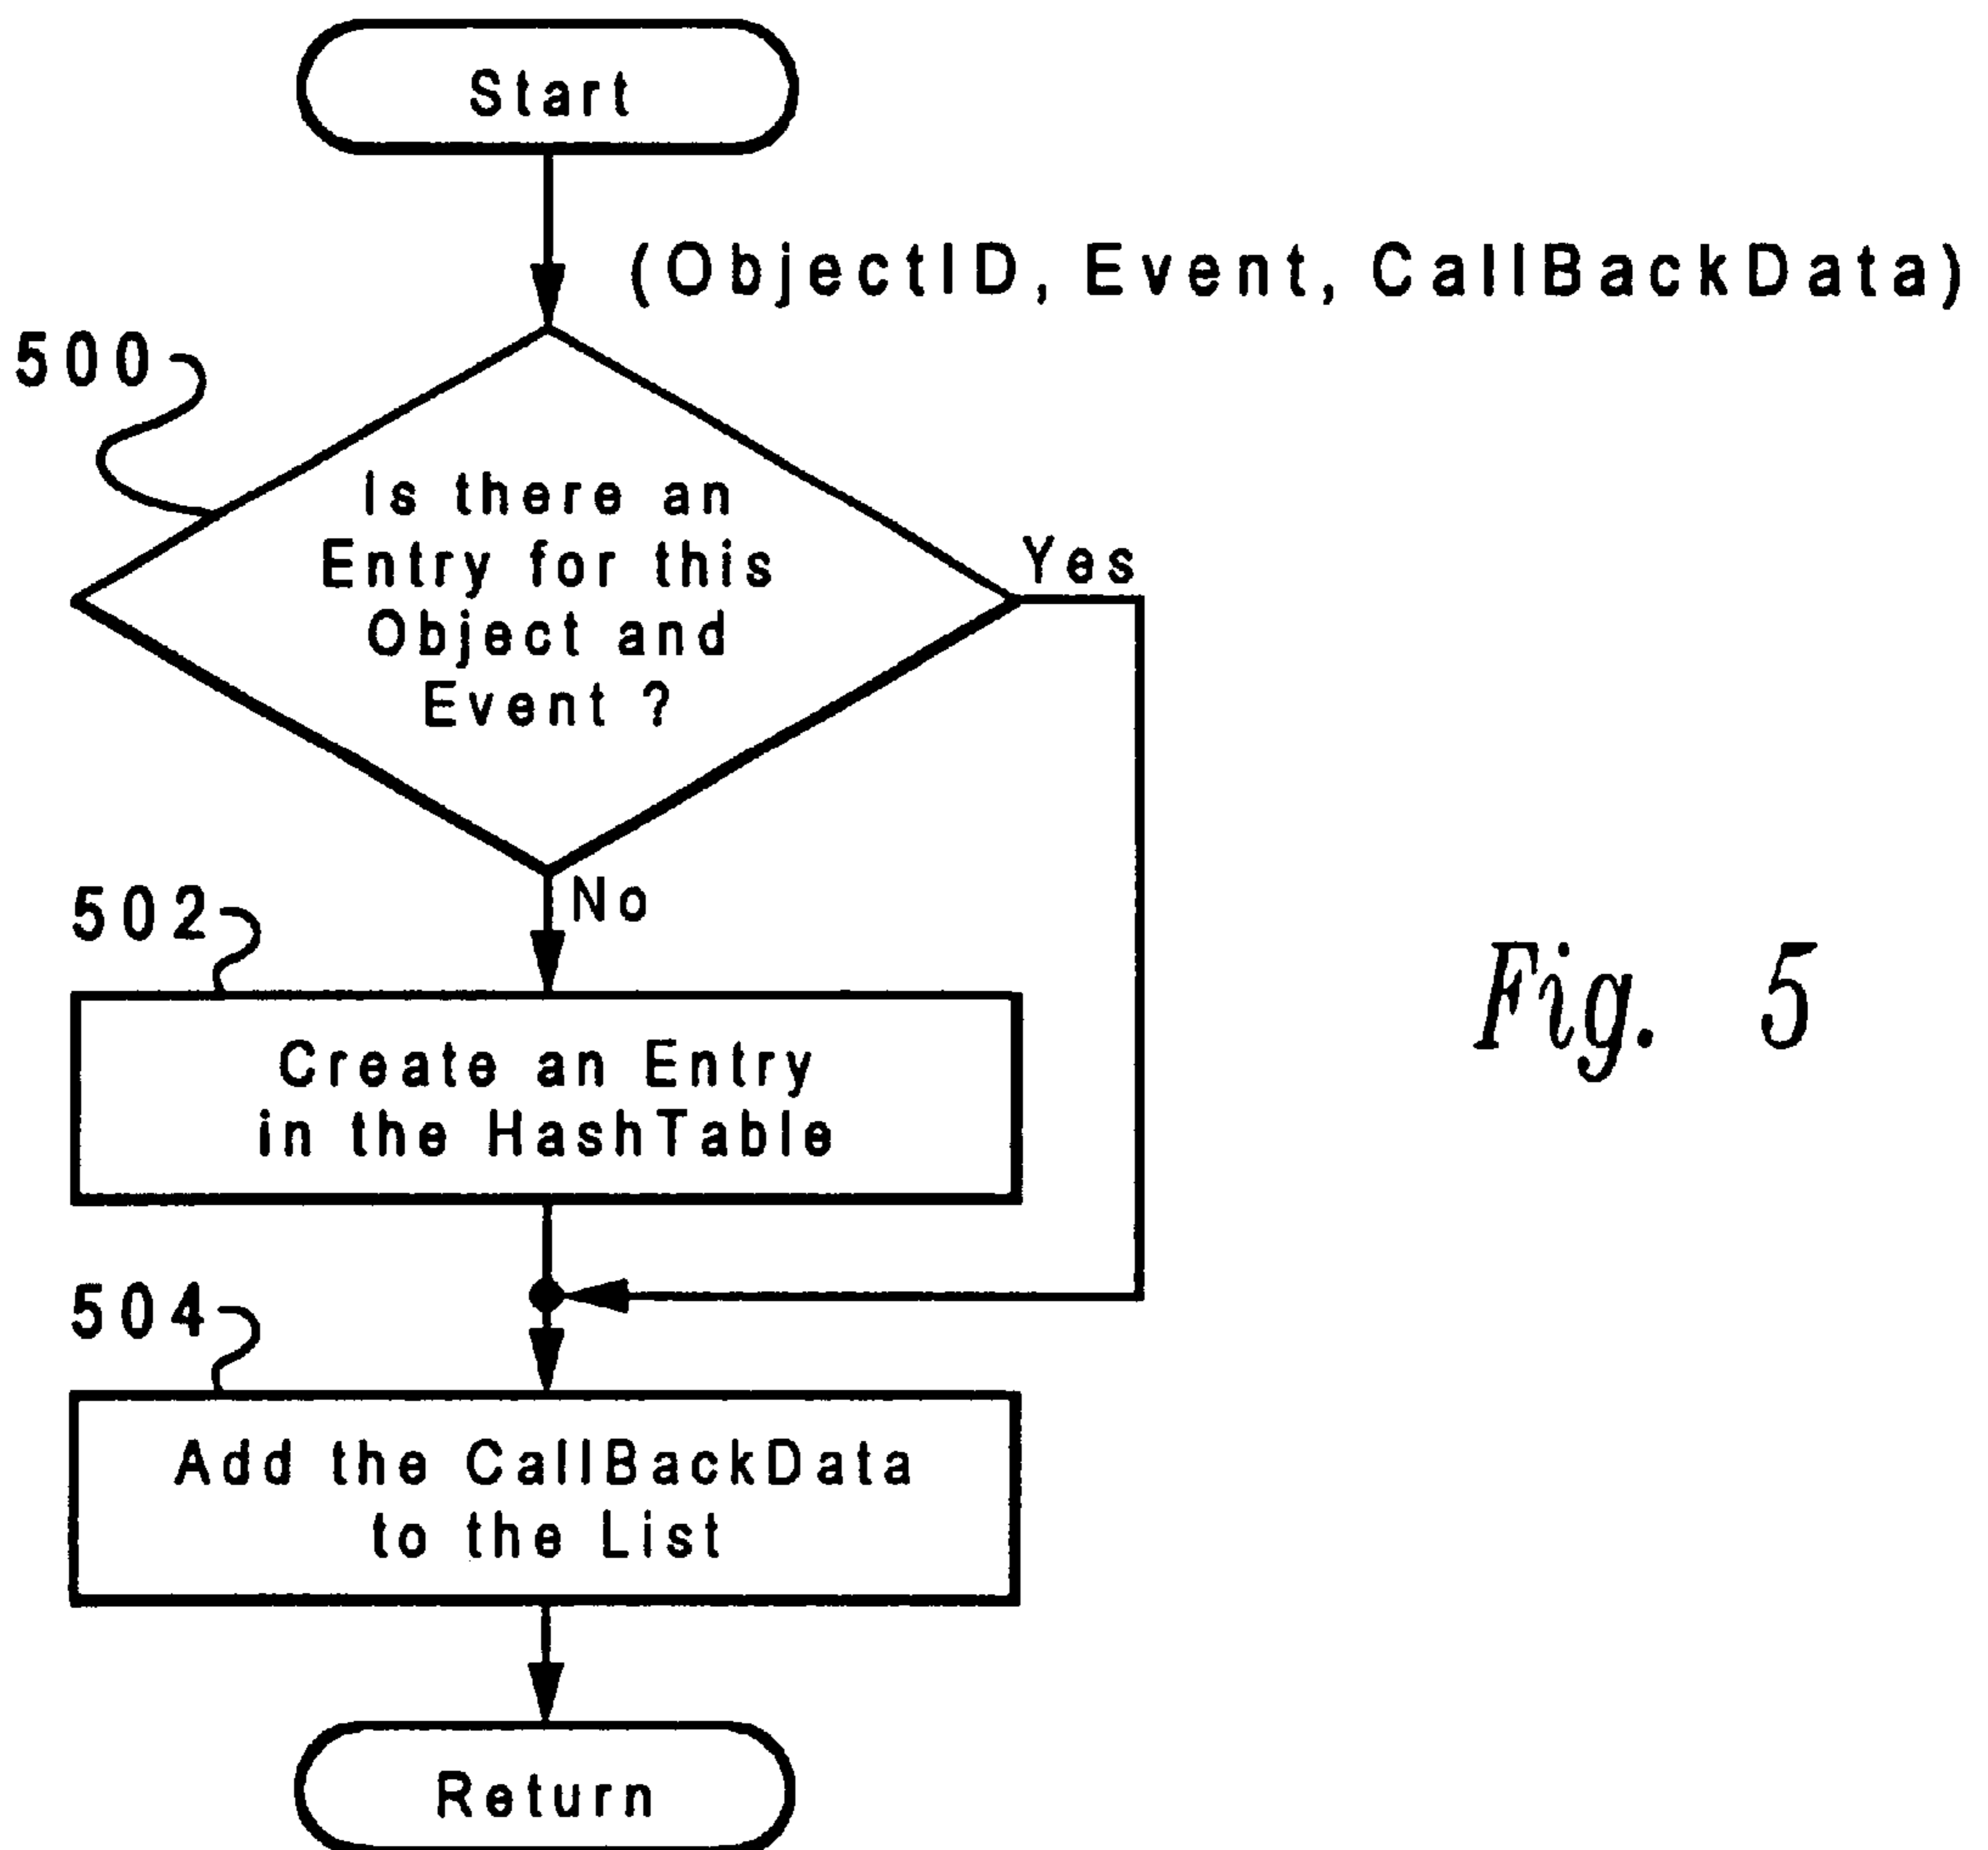 Start
(ObjectID, Event, CallBackData)
500
Is there an
Entry for this
Object and
Event ?
Yes
No
502
Create an Entry
in the HashTable
Fig. 5
504
Add the CallBackData
to the List
Return